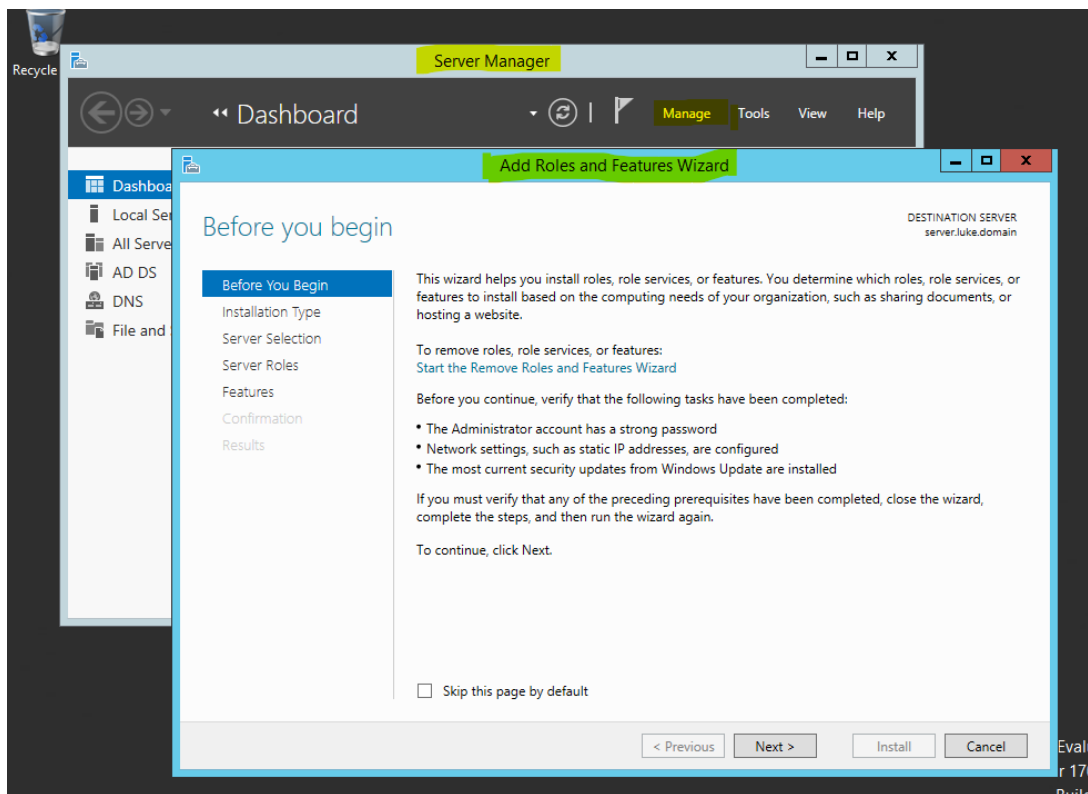 Recycle
Server Manager
Dashboard
Manage Tools View Help
Add Roles and Features Wizard
Dashboa
Local Ser
All Serve
AD DS
DNS
File and
Before you begin
DESTINATION SERVER
server.luke.domain
Before You Begin
Installation Type
Server Selection
Server Roles
Features
Confirmation
Results
This wizard helps you install roles, role services, or features. You determine which roles, role services, or
features to install based on the computing needs of your organization, such as sharing documents, or
hosting a website.
To remove roles, role services, or features:
Start the Remove Roles and Features Wizard
Before you continue, verify that the following tasks have been completed:
• The Administrator account has a strong password
• Network settings, such as static IP addresses, are configured
• The most current security updates from Windows Update are installed
If you must verify that any of the preceding prerequisites have been completed, close the wizard,
complete the steps, and then run the wizard again.
To continue, click Next.
Skip this page by default
< Previous Next > Install Cancel
Eval
r 17